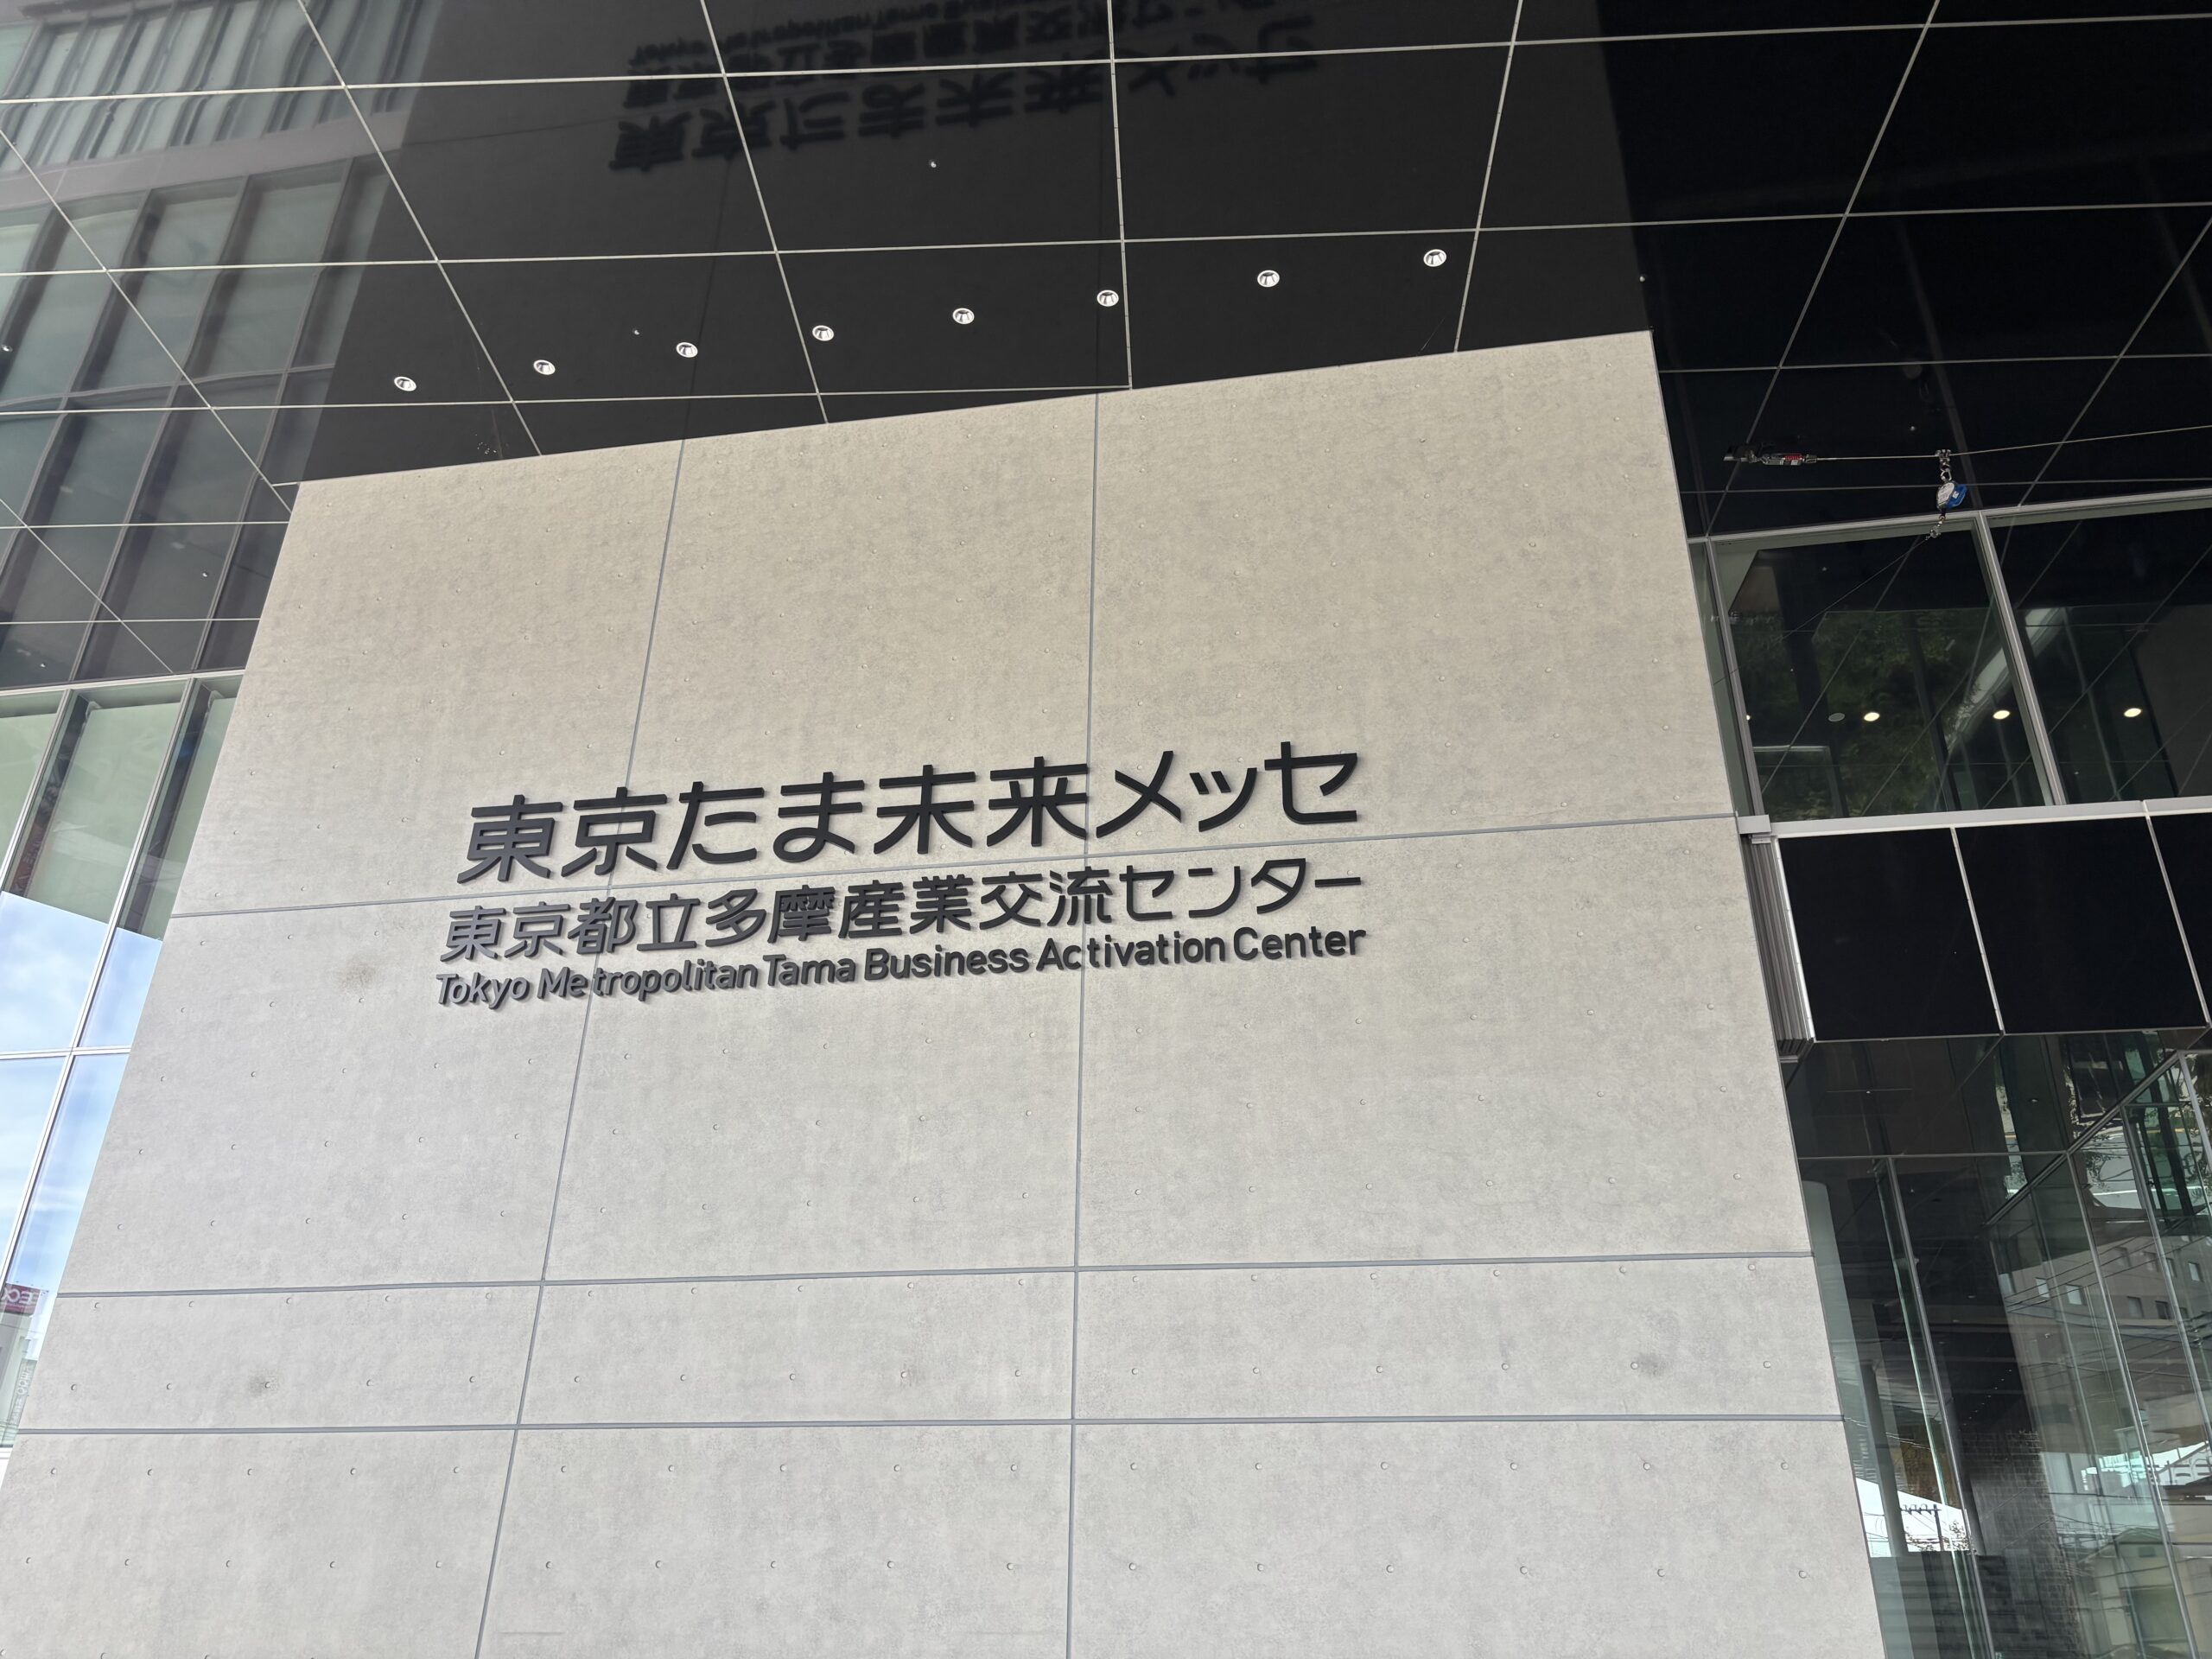 東京たま未来メッセ
東京都立多摩産業交流センター
Tokyo Metropolitan Tama Business Activation Center